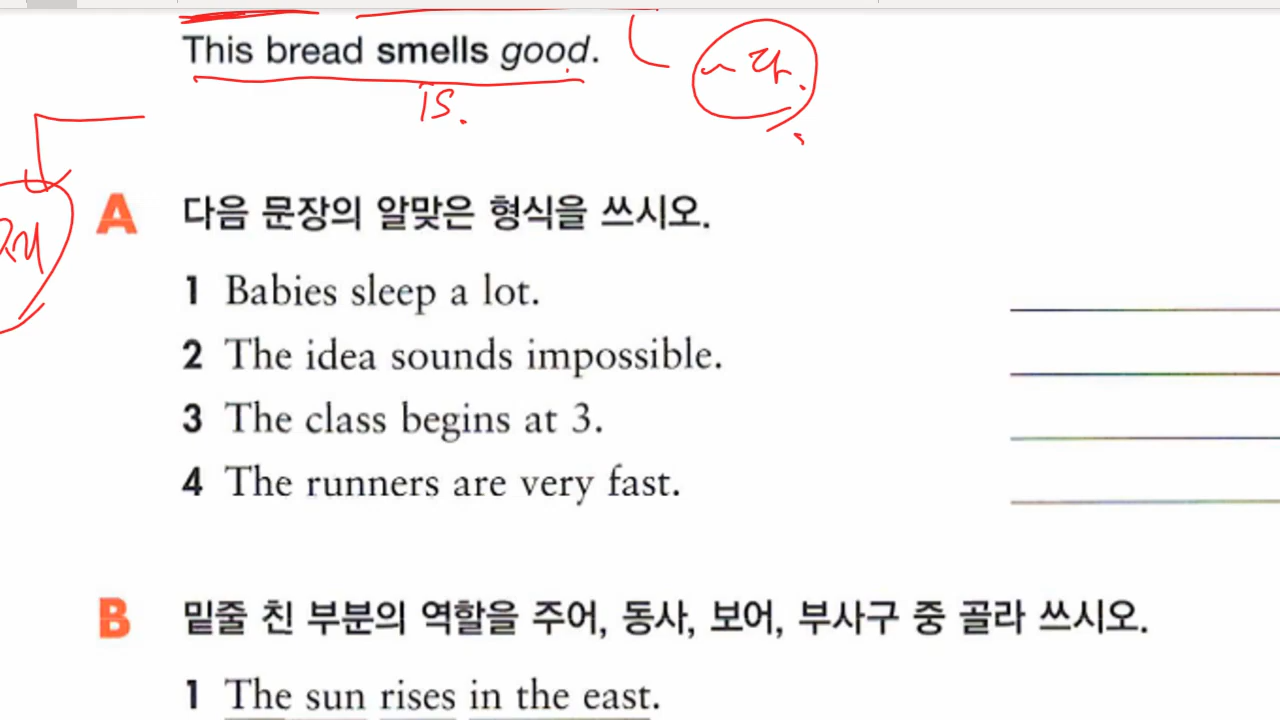 This bread smells good.
is.
~다.
A 다음 문장의 알맞은 형식을 쓰시오.
1 Babies sleep a lot.
2 The idea sounds impossible.
3 The class begins at 3.
4 The runners are very fast.
B 밑줄 친 부분의 역할을 주어, 동사, 보어, 부사구 중 골라 쓰시오.
1 The sun rises in the east.